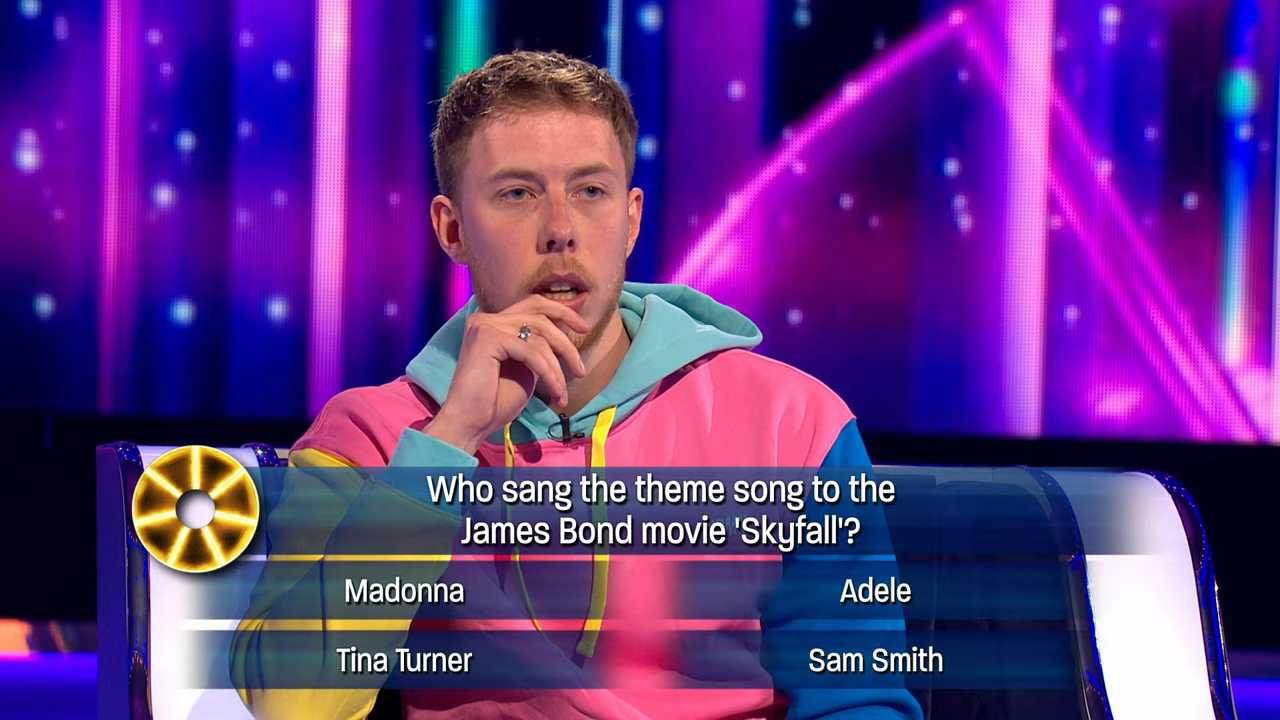 Who sang the theme song to the
James Bond movie 'Skyfall'?
Madonna
Adele
Tina Turner
Sam Smith